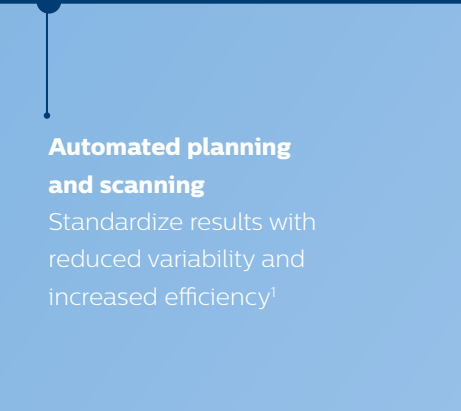 Automated planning
and scanning
Standardize results with
reduced variability and
increased efficiency¹